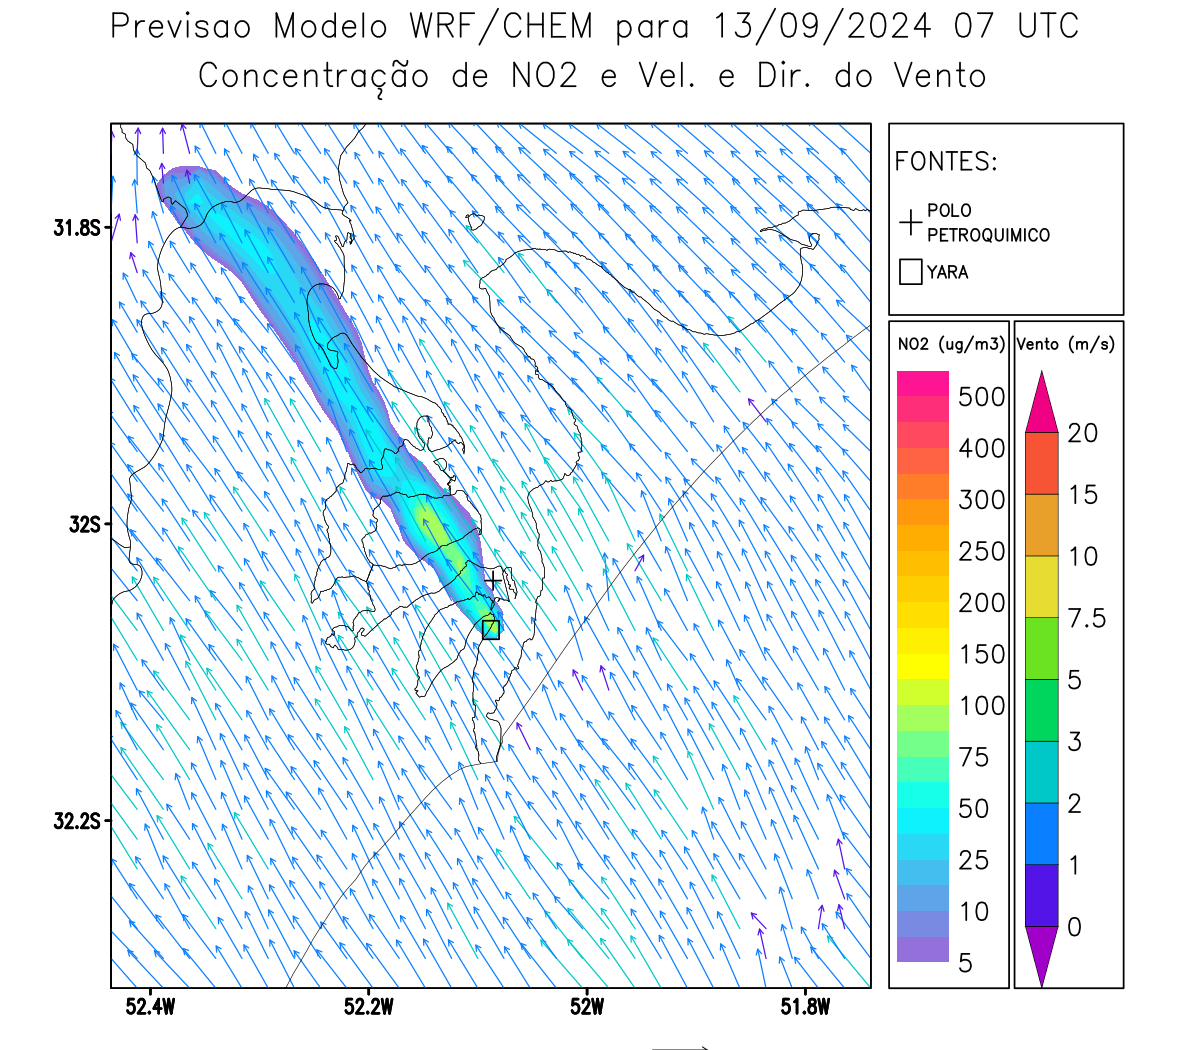 Previsao Modelo WRF/CHEM para 13/09/2024 07 UTC
Concentração de NO2 e Vel. e Dir. do Vento
FONTES:
POLO
PETROQUIMICO
YARA
NO2 (ug/m3)
500
400
300
250
200
150
100
75
50
25
10
5
Vento (m/s)
20
15
10
7.5
5
3
2
1
0
31.8S
32S
32.2S
52.4W
52.2W
52W
51.8W